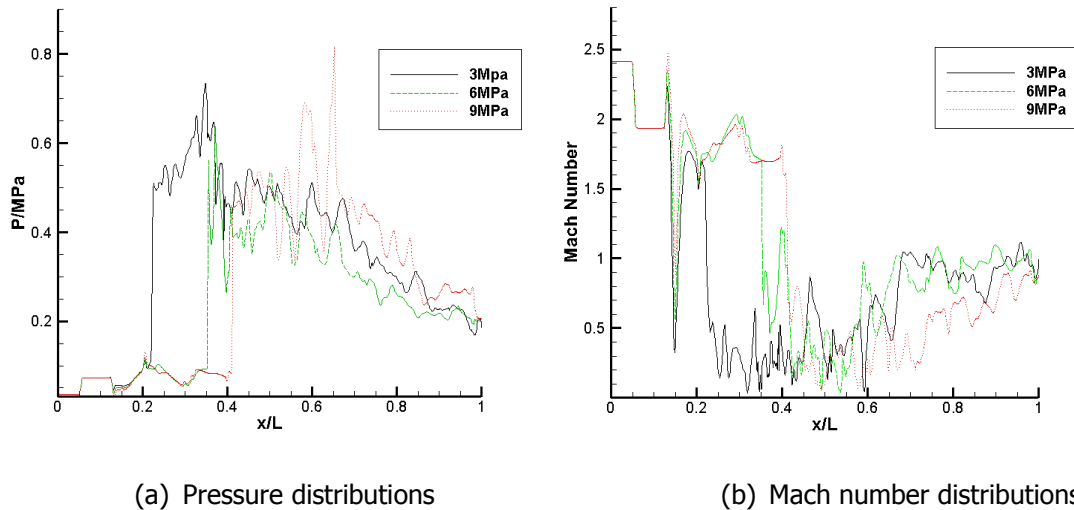 0.8
0.6
0.4
0.2
P/MPa
3Mpa
6MPa
9MPa
0 0.2 0.4 0.6 0.8 1
x/L
2.5
2
1.5
1
0.5
Mach Number
3MPa
6MPa
9MPa
0 0.2 0.4 0.6 0.8 1
x/L
(a) Pressure distributions
(b) Mach number distributions